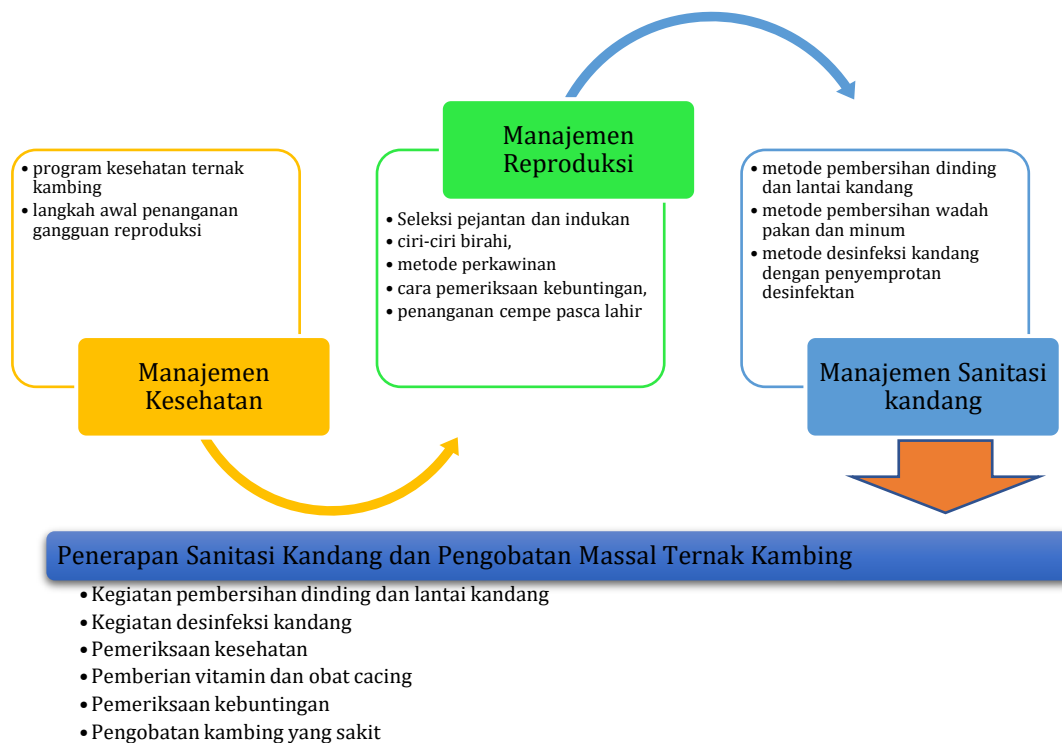 • program kesehatan ternak
kambing
• langkah awal penanganan
gangguan reproduksi
Manajemen
Kesehatan
Manajemen
Reproduksi
• Seleksi pejantan dan indukan
• ciri-ciri birahi,
• metode perkawinan
• cara pemeriksaan kebuntingan,
• penanganan cempe pasca lahir
• metode pembersihan dinding
dan lantai kandang
• metode pembersihan wadah
pakan dan minum
• metode desinfeksi kandang
dengan penyemprotan
desinfektan
Manajemen Sanitasi
kandang
Penerapan Sanitasi Kandang dan Pengobatan Massal Ternak Kambing
• Kegiatan pembersihan dinding dan lantai kandang
• Kegiatan desinfeksi kandang
• Pemeriksaan kesehatan
• Pemberian vitamin dan obat cacing
• Pemeriksaan kebuntingan
• Pengobatan kambing yang sakit